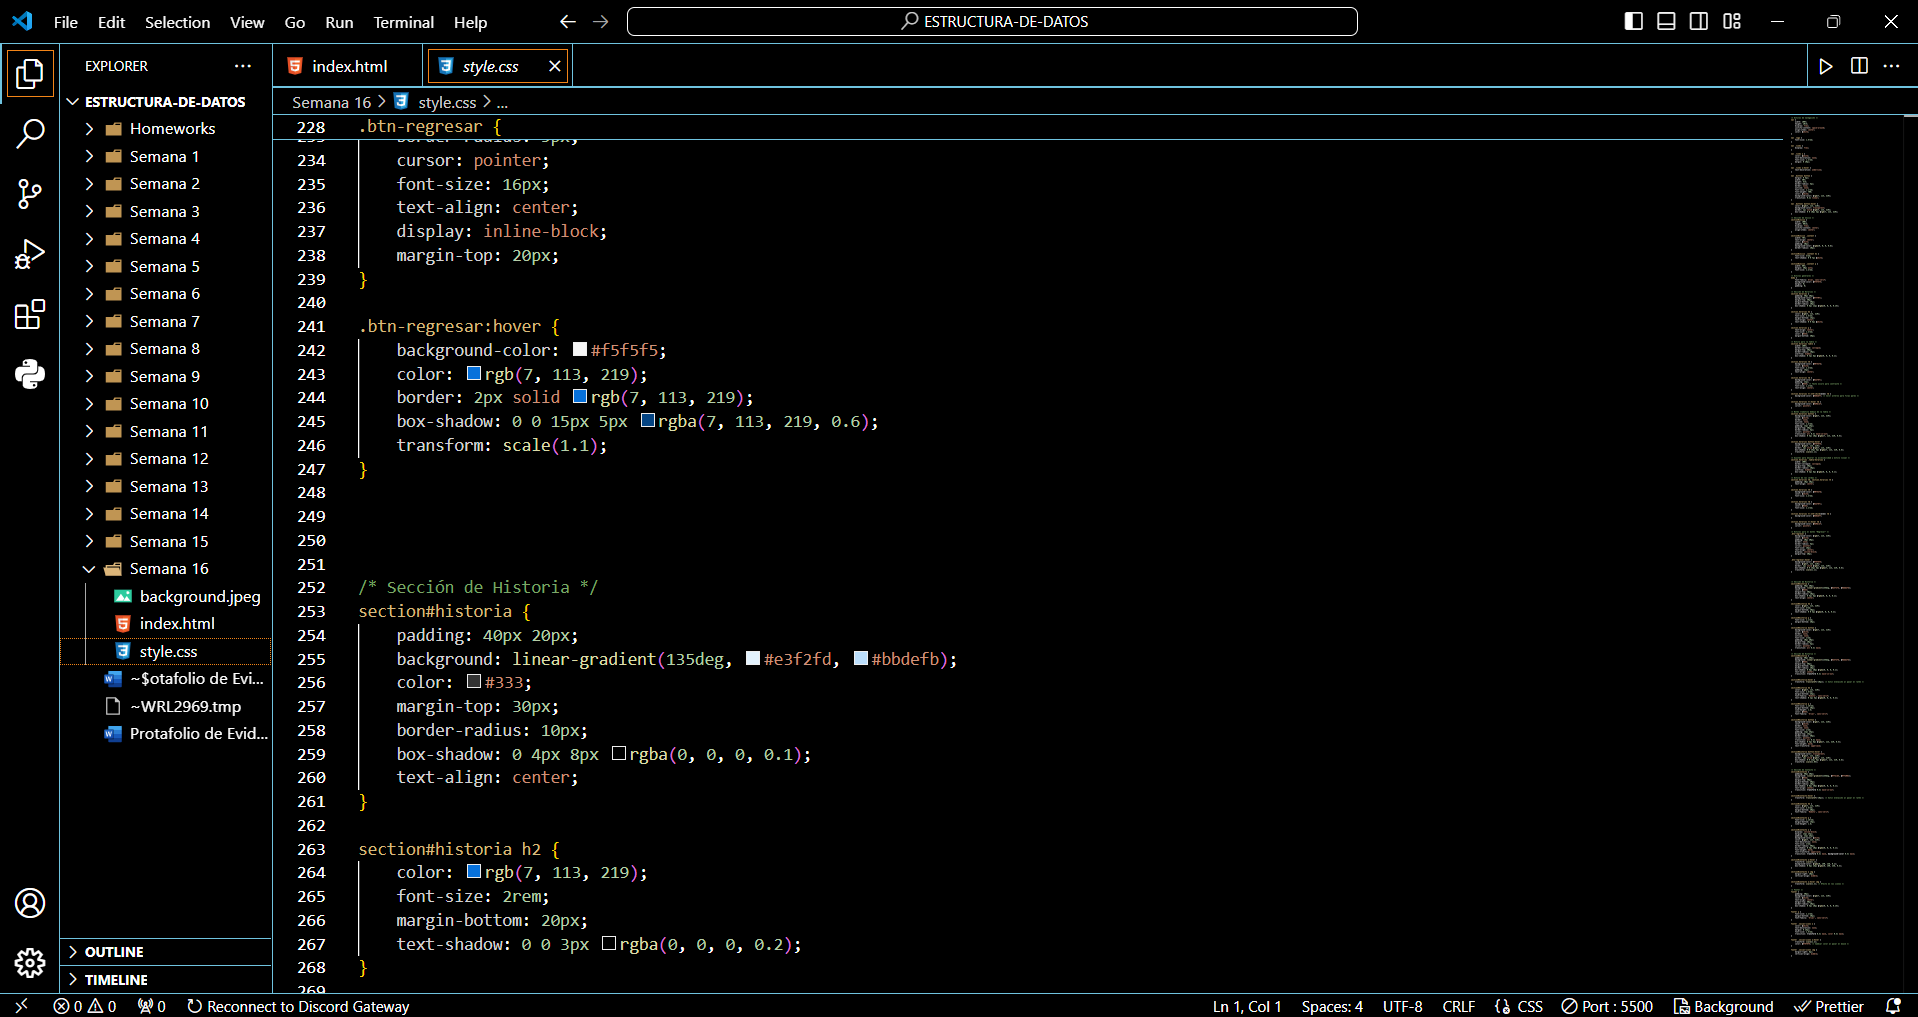 File Edit Selection View Go Run Terminal Help
ESTRUCTURA-DE-DATOS
EXPLORER
ESTRUCTURA-DE-DATOS
Homeworks
Semana 1
Semana 2
Semana 3
Semana 4
Semana 5
Semana 6
Semana 7
Semana 8
Semana 9
Semana 10
Semana 11
Semana 12
Semana 13
Semana 14
Semana 15
Semana 16
background.jpeg
index.html
style.css
~$otafolio de Evi...
~WRL2969.tmp
Protafolio de Evid...
OUTLINE
TIMELINE
index.html style.css
Semana 16 > style.css > ...
228 .btn-regresar {
233 border-radius: 5px;
234 cursor: pointer;
235 font-size: 16px;
236 text-align: center;
237 display: inline-block;
238 margin-top: 20px;
239 }
240
241 .btn-regresar:hover {
242 background-color: #f5f5f5;
243 color: rgb(7, 113, 219);
244 border: 2px solid rgb(7, 113, 219);
245 box-shadow: 0 0 15px 5px rgba(7, 113, 219, 0.6);
246 transform: scale(1.1);
247 }
248
249
250
251
252 /* Sección de Historia */
253 section#historia {
254 padding: 40px 20px;
255 background: linear-gradient(135deg, #e3f2fd, #bbdefb);
256 color: #333;
257 margin-top: 30px;
258 border-radius: 10px;
259 box-shadow: 0 4px 8px rgba(0, 0, 0, 0.1);
260 text-align: center;
261 }
262
263 section#historia h2 {
264 color: rgb(7, 113, 219);
265 font-size: 2rem;
266 margin-bottom: 20px;
267 text-shadow: 0 0 3px rgba(0, 0, 0, 0.2);
268 }
269
0 0 0 Reconnect to Discord Gateway Ln 1, Col 1 Spaces: 4 UTF-8 CRLF {} CSS Port : 5500 Background Prettier